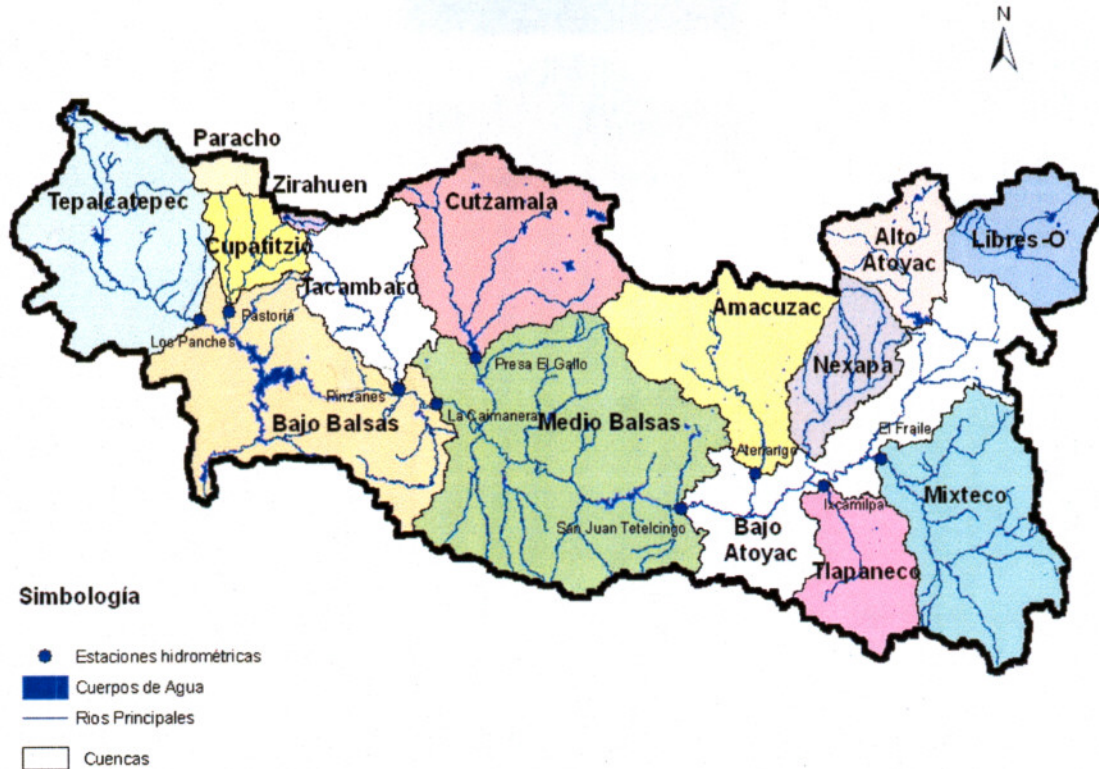 N
Paracho
Zirahuen
Tepalcatepec
Cutzamala
Cupatitzio
Alto
Atoyac
Libres-O
Tacambaro
Amacuzac
Pastoria
Los Panches
Presa El Gallo
Nexapa
Pinzanes
La Caimanera
Bajo Balsas
Medio Balsas
El Fraile
Atenango
Mixteco
Ixcamilpa
San Juan Tetelcingo
Bajo
Atoyac
Tlapaneco
Simbología
Estaciones hidrométricas
Cuerpos de Agua
Rios Principales
Cuencas